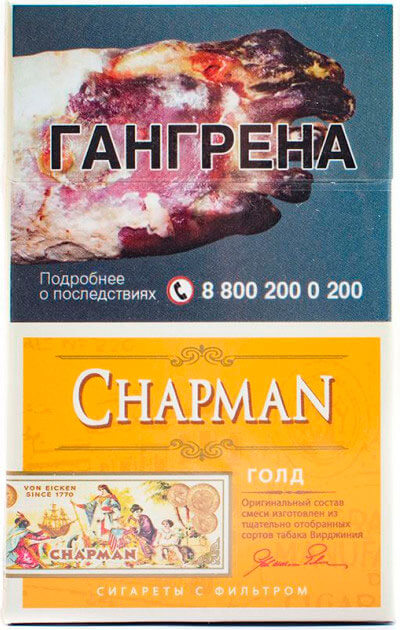 ГАНГРЕНА
Подробнее
о последствиях
8 800 200 0 200
CHAPMAN
ГОЛД
VON EICKEN
SINCE 1770
CHAPMAN
Оригинальный состав
смеси изготовлен из
тщательно отобранных
сортов табака Вирджиния
СИГАРЕТЫ С ФИЛЬТРОМ